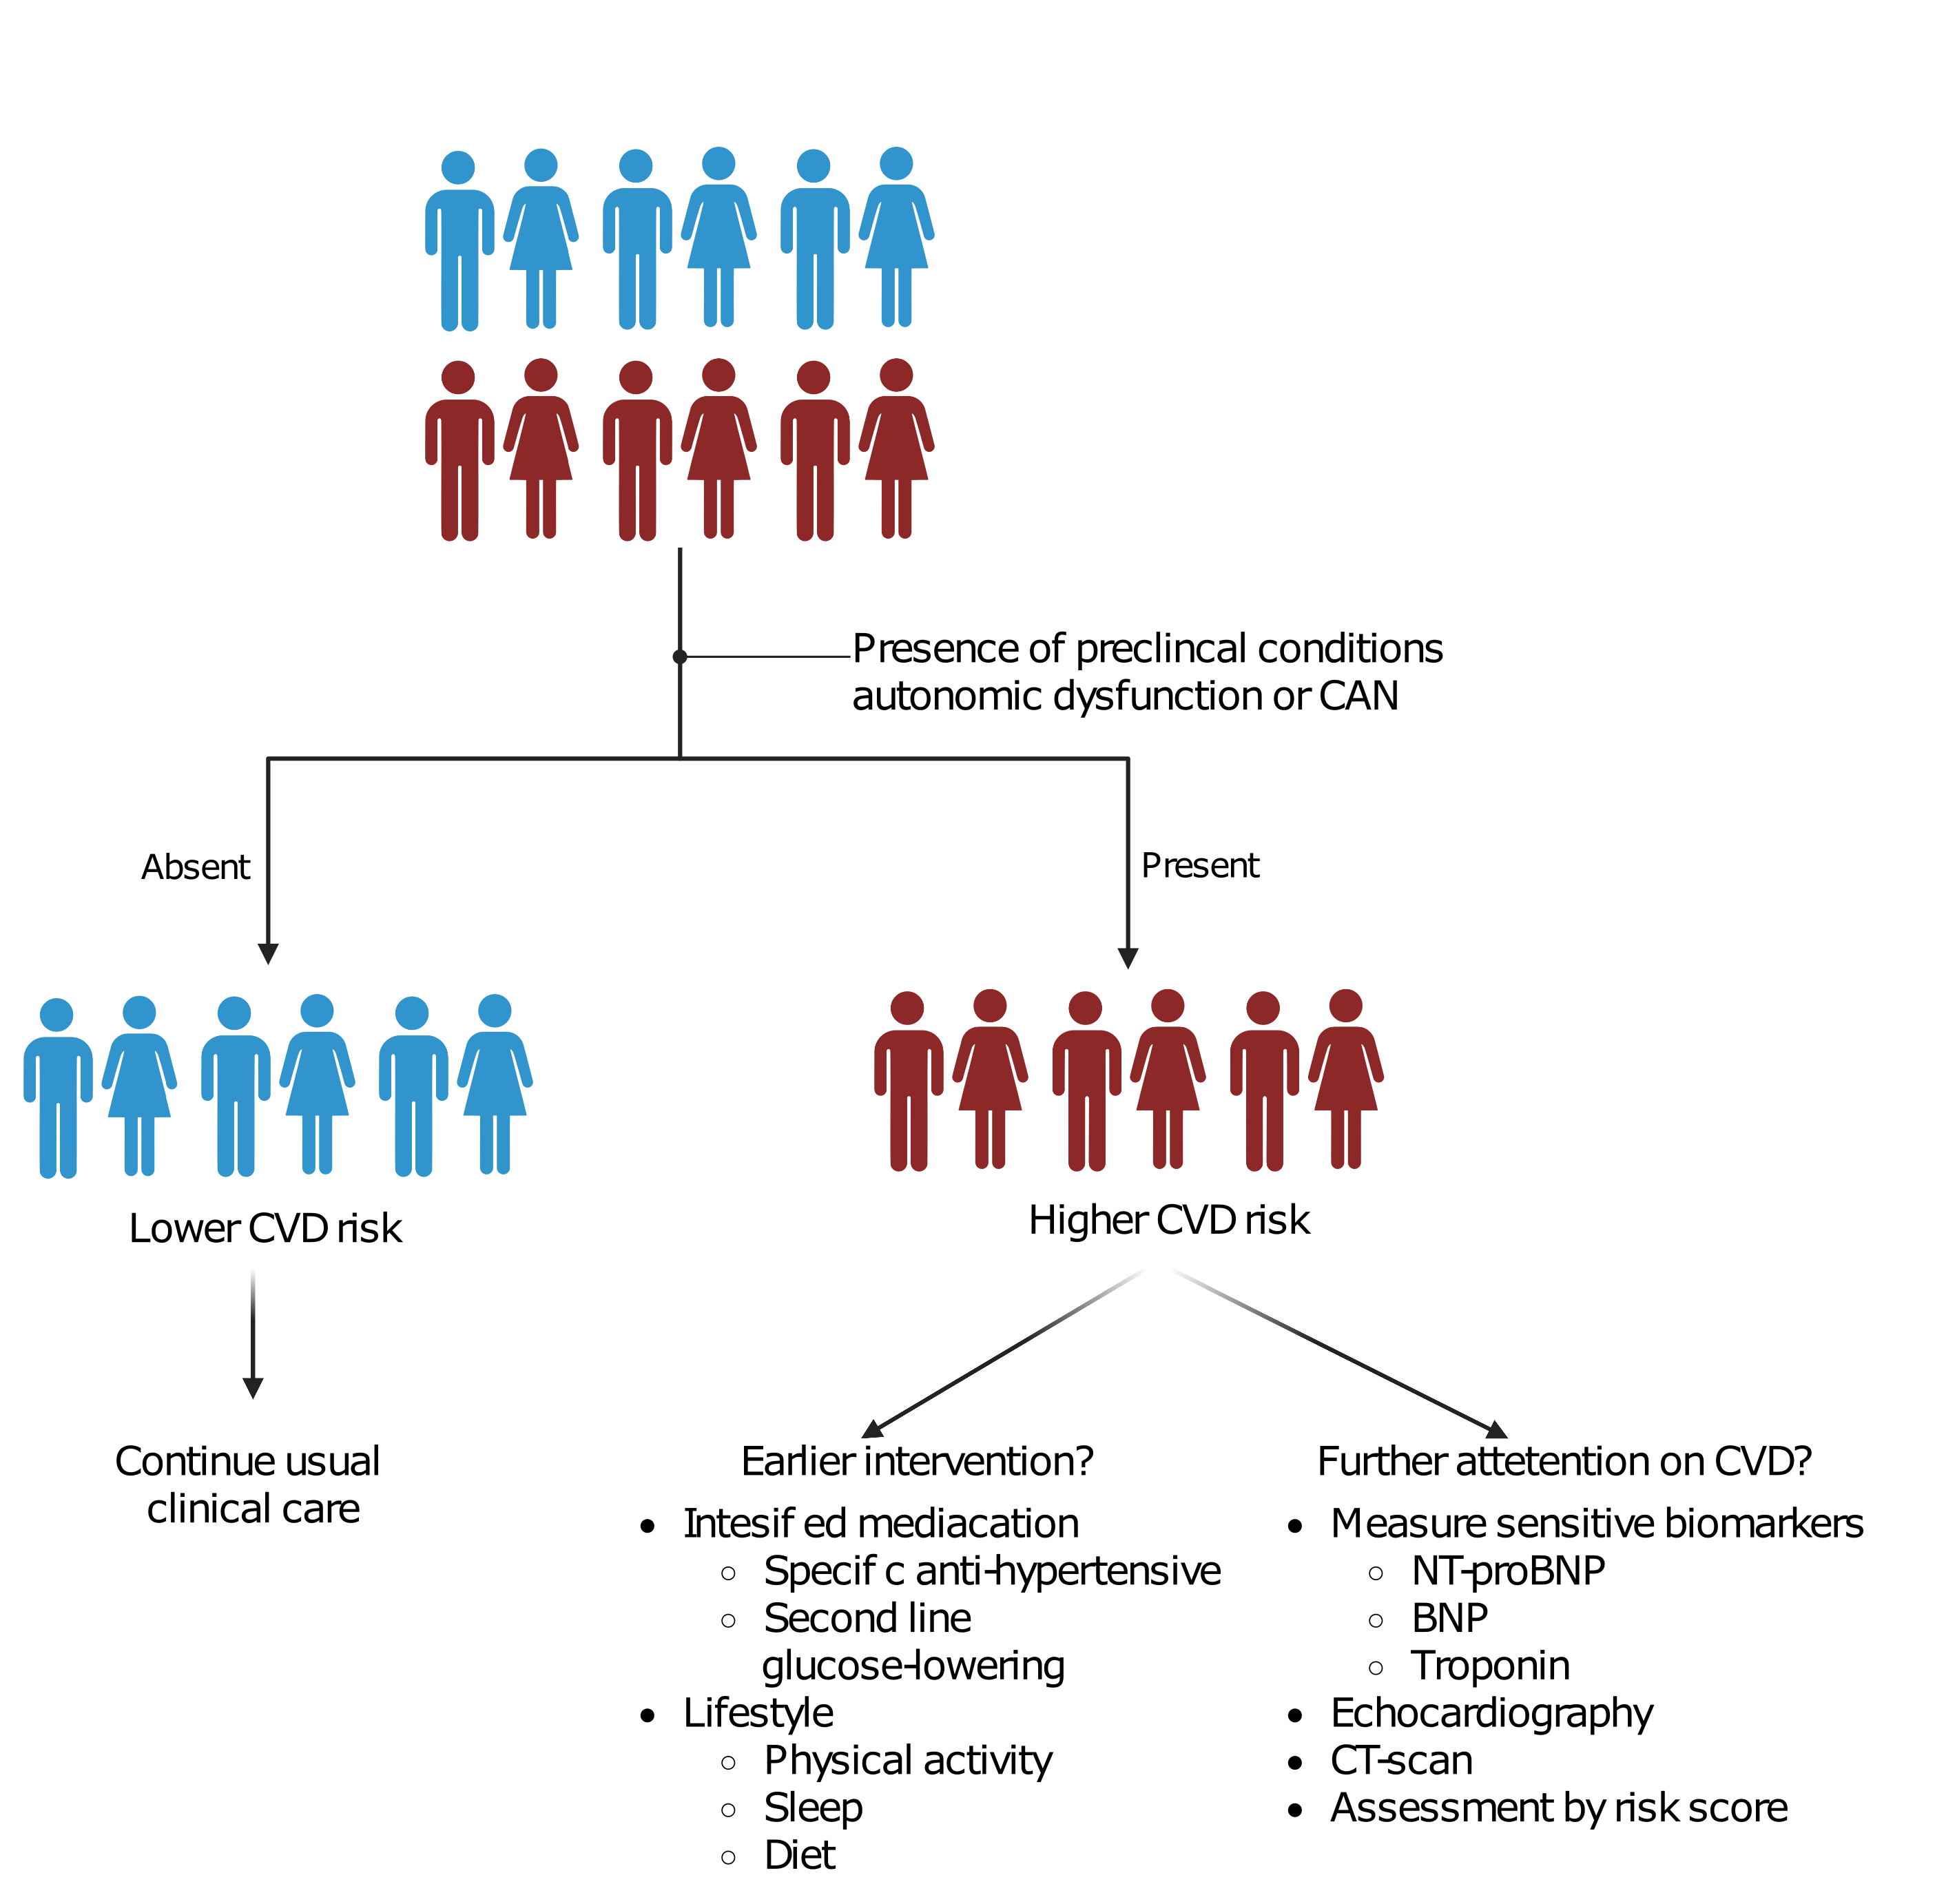 Presence of preclincal conditions
autonomic dysfunction or CAN
Absent
Present
Lower CVD risk
Higher CVD risk
Continue usual
clinical care
Earlier intervention?
• Intesif ed mediacation
○ Specif c anti-hypertensive
○ Second line
glucose-lowering
• Lifestyle
○ Physical activity
○ Sleep
○ Diet
Further attetention on CVD?
• Measure sensitive biomarkers
○ NT-proBNP
○ BNP
○ Troponin
• Echocardiography
• CT-scan
• Assessment by risk score